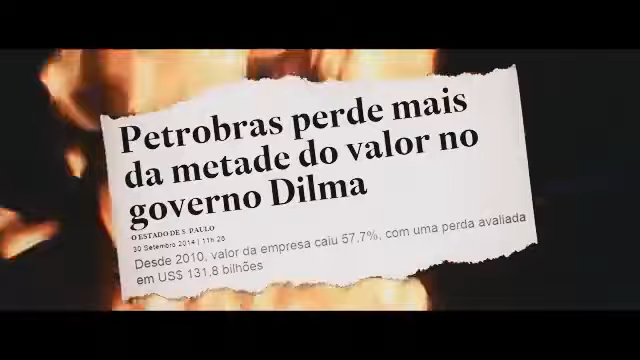 Petrobras perde mais
da metade do valor no
governo Dilma
O ESTADO DE S. PAULO
30 Setembro 2014 | 11h 26
Desde 2010, valor da empresa caiu 57.7%, com uma perda avaliada
em US$ 131,8 bilhões